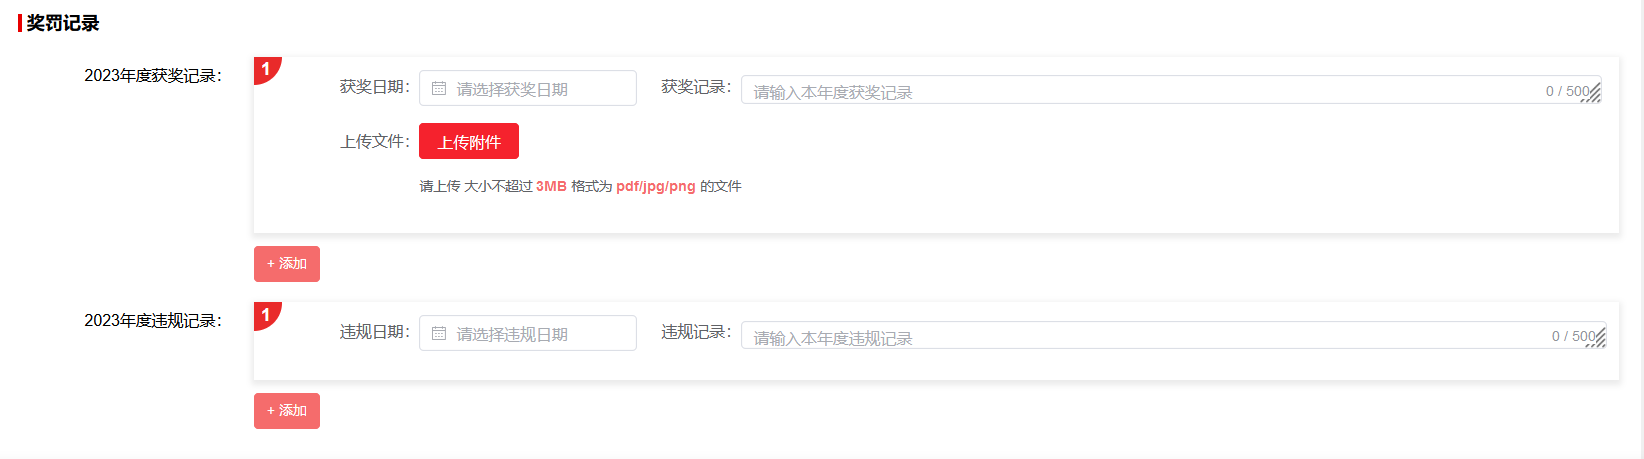 奖罚记录
2023年度获奖记录：
1
获奖日期： 请选择获奖日期 获奖记录： 请输入本年度获奖记录 0 / 500
上传文件： 上传附件
请上传 大小不超过 3MB 格式为 pdf/jpg/png 的文件
+ 添加
2023年度违规记录：
1
违规日期： 请选择违规日期 违规记录： 请输入本年度违规记录 0 / 500
+ 添加